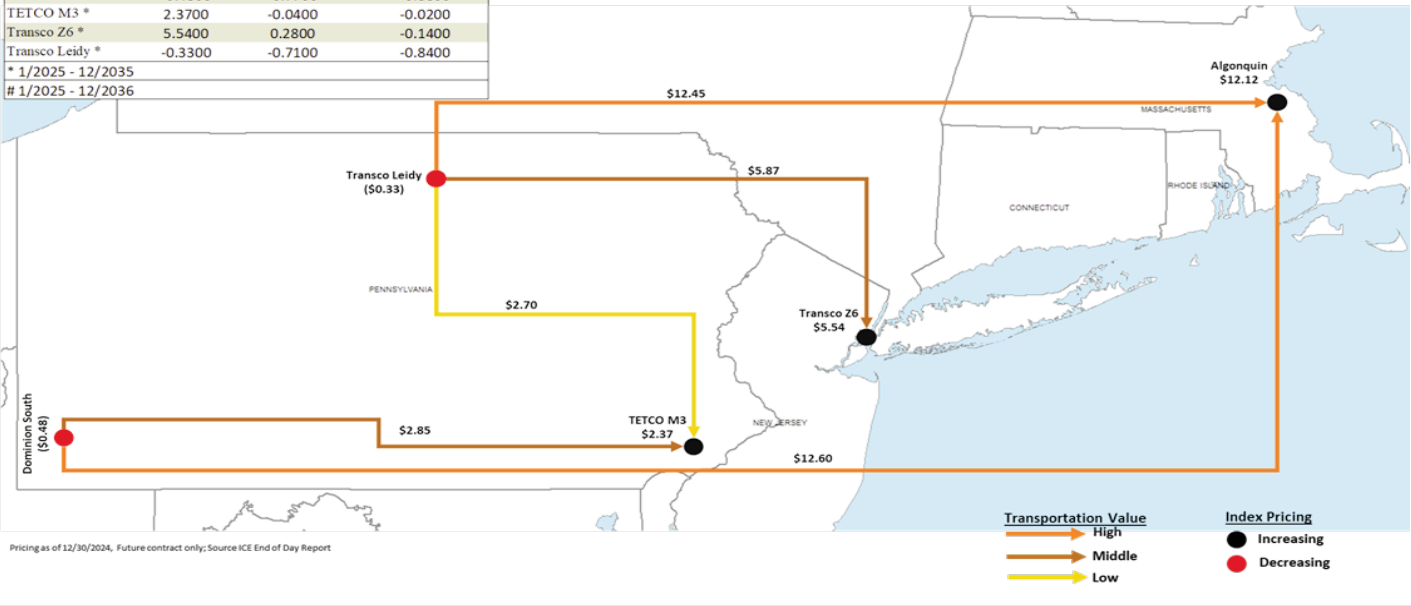 TETCO M3 * 2.3700 -0.0400 -0.0200
Transco Z6 * 5.5400 0.2800 -0.1400
Transco Leidy * -0.3300 -0.7100 -0.8400
* 1/2025 - 12/2035
# 1/2025 - 12/2036
Algonquin
$12.12
$12.45
MASSACHUSETTS
Transco Leidy
($0.33)
$5.87
RHODE ISLAND
CONNECTICUT
PENNSYLVANIA
$2.70
Transco Z6
$5.54
Dominion South
($0.48)
$2.85
TETCO M3
$2.37
NEW JERSEY
$12.60
Transportation Value
High
Middle
Low
Index Pricing
Increasing
Decreasing
Pricing as of 12/30/2024, Future contract only; Source ICE End of Day Report